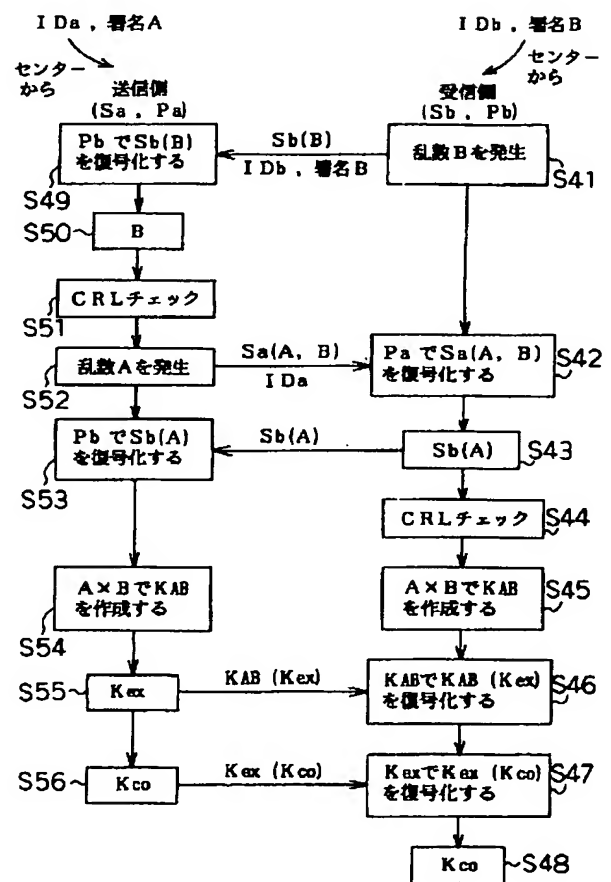 IDa , 署名A
センター
から
送信側
(Sa , Pa)
IDb , 署名B
センター
から
受信側
(Sb , Pb)
PbでSb(B)
を復号化する
S49
Sb(B)
IDb , 署名B
乱数Bを発生
S41
B
S50
CRLチェック
S51
乱数Aを発生
S52
Sa(A, B)
IDa
PaでSa(A, B)
を復号化する
S42
PbでSb(A)
を復号化する
S53
Sb(A)
Sb(A)
S43
CRLチェック
S44
A×BでKAB
を作成する
S54
A×BでKAB
を作成する
S45
S55
Kex
KAB (Kex)
KABでKAB (Kex)
を復号化する
S46
S56
Kco
Kex (Kco)
KexでKex (Kco)
を復号化する
S47
Kco
S48